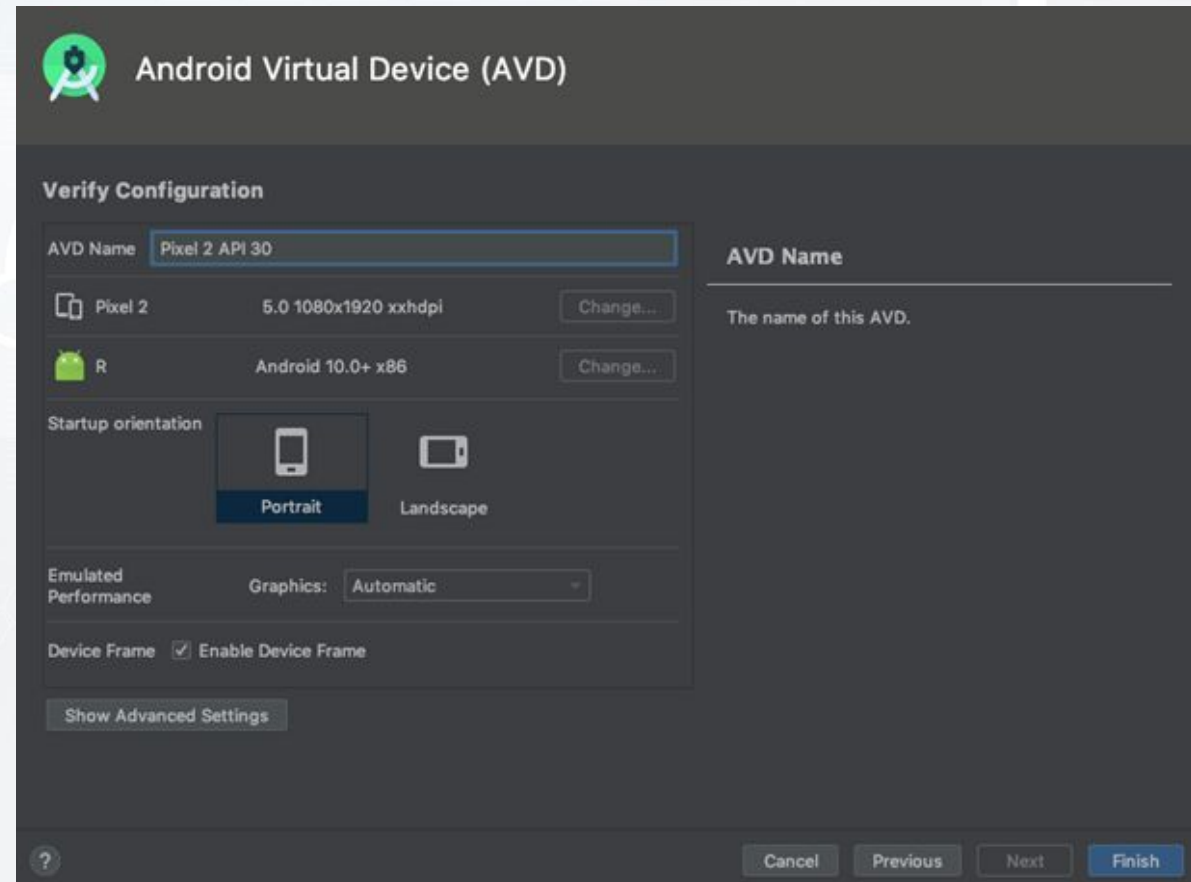 Android Virtual Device (AVD)
Verify Configuration
AVD Name Pixel 2 API 30
Pixel 2 5.0 1080x1920 xxhdpi Change...
R Android 10.0+ x86 Change...
Startup orientation
Portrait Landscape
Emulated
Performance
Graphics: Automatic
Device Frame Enable Device Frame
Show Advanced Settings
AVD Name
The name of this AVD.
? Cancel Previous Next Finish